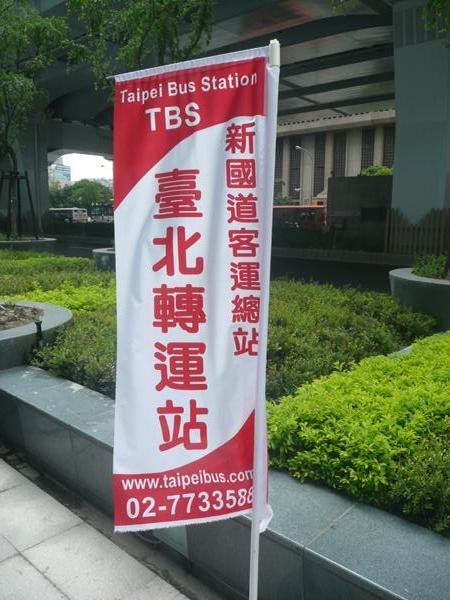 Taipei Bus Station
TBS
新國道客運總站
臺北轉運站
www.taipeibus.com
02-7733588